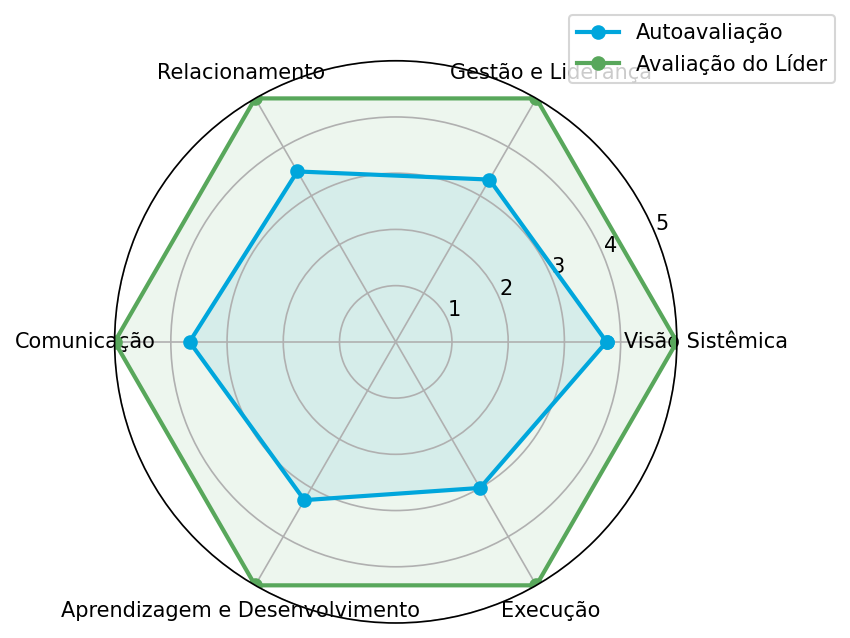 Autoavaliação
Avaliação do Líder
Relacionamento
Gestão e Liderança
5
4
3
2
1
Comunicação
Visão Sistêmica
Aprendizagem e Desenvolvimento
Execução